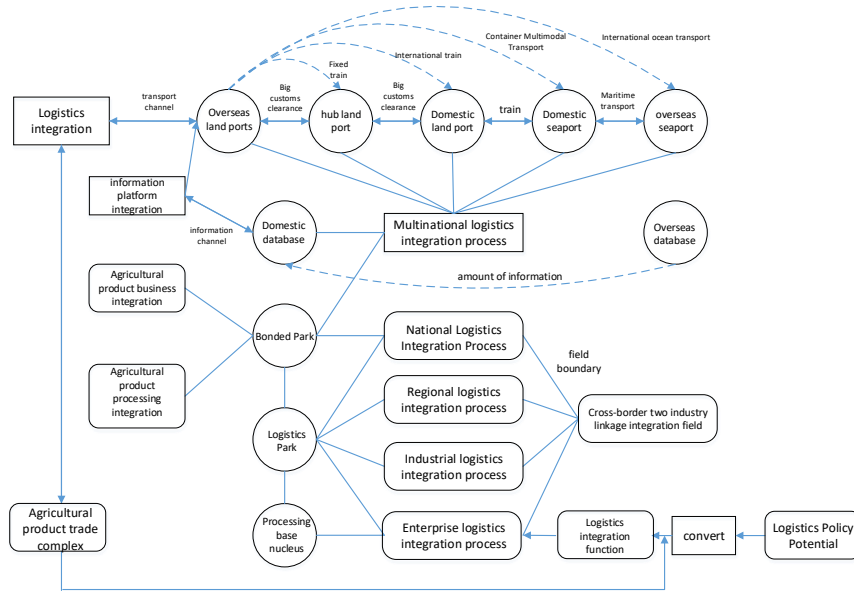 International ocean transport
Container Multimodal
Transport
International train
Fixed
train
transport
channel
Big
customs
clearance
Big
customs
clearance
train
Maritime
transport
Logistics
integration
Overseas
land ports
hub land
port
Domestic
land port
Domestic
seaport
overseas
seaport
information
platform
integration
information
channel
Domestic
database
Multinational logistics
integration process
Overseas
database
amount of information
Agricultural
product business
integration
Bonded Park
National Logistics
Integration Process
field
boundary
Agricultural
product
processing
integration
Regional logistics
integration process
Cross-border two industry
linkage integration field
Logistics
Park
Industrial logistics
integration process
Agricultural
product trade
complex
Processing
base
nucleus
Enterprise logistics
integration process
Logistics
integration
function
convert
Logistics Policy
Potential